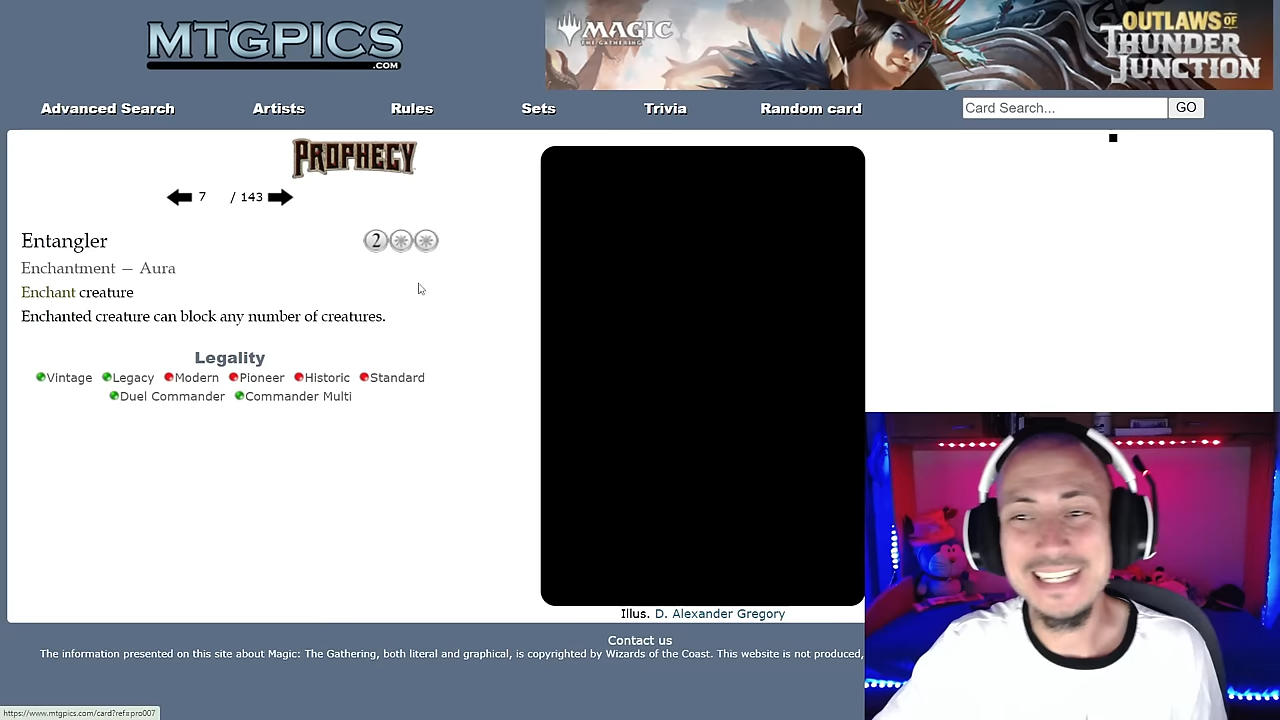 MTGPICS
.COM
MAGIC
THE GATHERING
OUTLAWS OF
THUNDER
JUNCTION
Advanced Search Artists Rules Sets Trivia Random card Card Search... GO
PROPHECY
7 / 143
Entangler 2
Enchantment — Aura
Enchant creature
Enchanted creature can block any number of creatures.
Legality
Vintage Legacy Modern Pioneer Historic Standard
Duel Commander Commander Multi
Illus. D. Alexander Gregory
Contact us
The information presented on this site about Magic: The Gathering, both literal and graphical, is copyrighted by Wizards of the Coast. This website is not produced,
https://www.mtgpics.com/card?ref=pro007